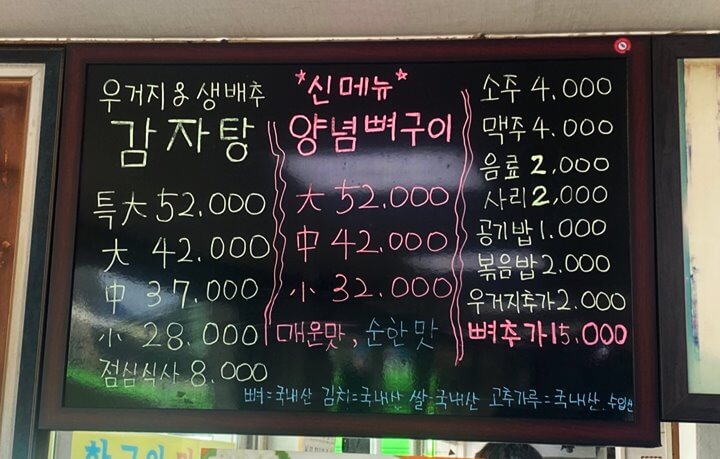 우거지 & 생배추
감자탕
특大 52.000
大 42.000
中 37.000
小 28.000
점심식사 8.000
*신메뉴*
양념뼈구이
大 52.000
中 42.000
小 32.000
매운맛, 순한맛
소주 4.000
맥주 4.000
음료 2,000
사리 2,000
공기밥 1.000
볶음밥 2.000
우거지추가 2.000
뼈추가 15.000
뼈=국내산 김치=국내산 쌀=국내산 고추가루=국내산.수입산